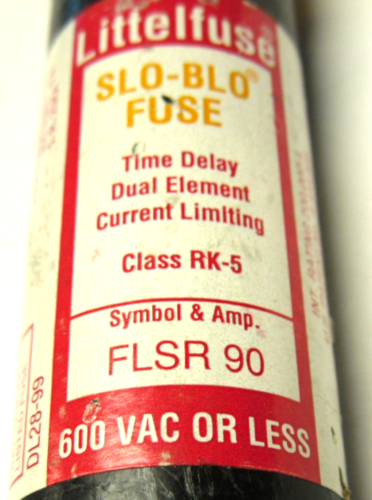 Littelfuse
SLO-BLO®
FUSE
Time Delay
Dual Element
Current Limiting
Class RK-5
Symbol & Amp.
FLSR 90
600 VAC OR LESS
DL28-99